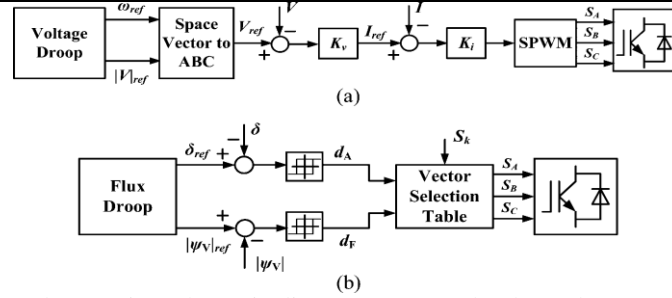 ω_ref
Voltage Droop
|V|_ref
Space Vector to ABC
V_ref
V
−
+
K_v
I_ref
I
−
+
K_i
SPWM
S_A
S_B
S_C
(a)
Flux Droop
δ_ref
−
δ
+
d_A
S_k
Vector Selection Table
S_A
S_B
S_C
|ψ_V|_ref
+
−
|ψ_V|
d_F
(b)